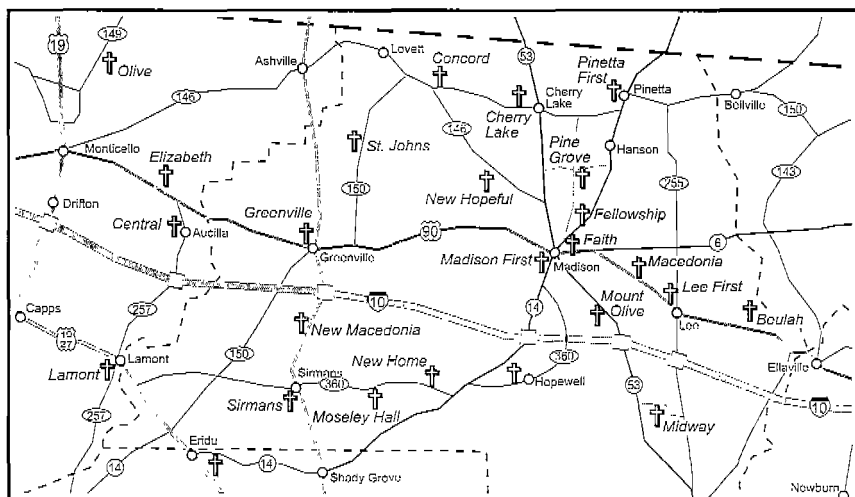 19
149
Olive
Ashville
Lovett
Concord
53
Pinetta
First
Pinetta
Cherry
Lake
Cherry
Lake
Bellville
150
146
146
Monticello
Elizabeth
St. Johns
150
Pine
Grove
Hanson
255
143
New Hopeful
Drifton
Central
Aucilla
Greenville
Greenville
90
Fellowship
Faith
6
Madison First
Madison
Macedonia
Lee First
Lee
Mount
Olive
Beulah
Capps
257
10
14
360
19
27
New Macedonia
150
Lamont
Lamont
Sirmans
360
New Home
Hopewell
Ellaville
257
Sirmans
Moseley Hall
53
10
Midway
Eridu
14
14
Shady Grove
Newburn